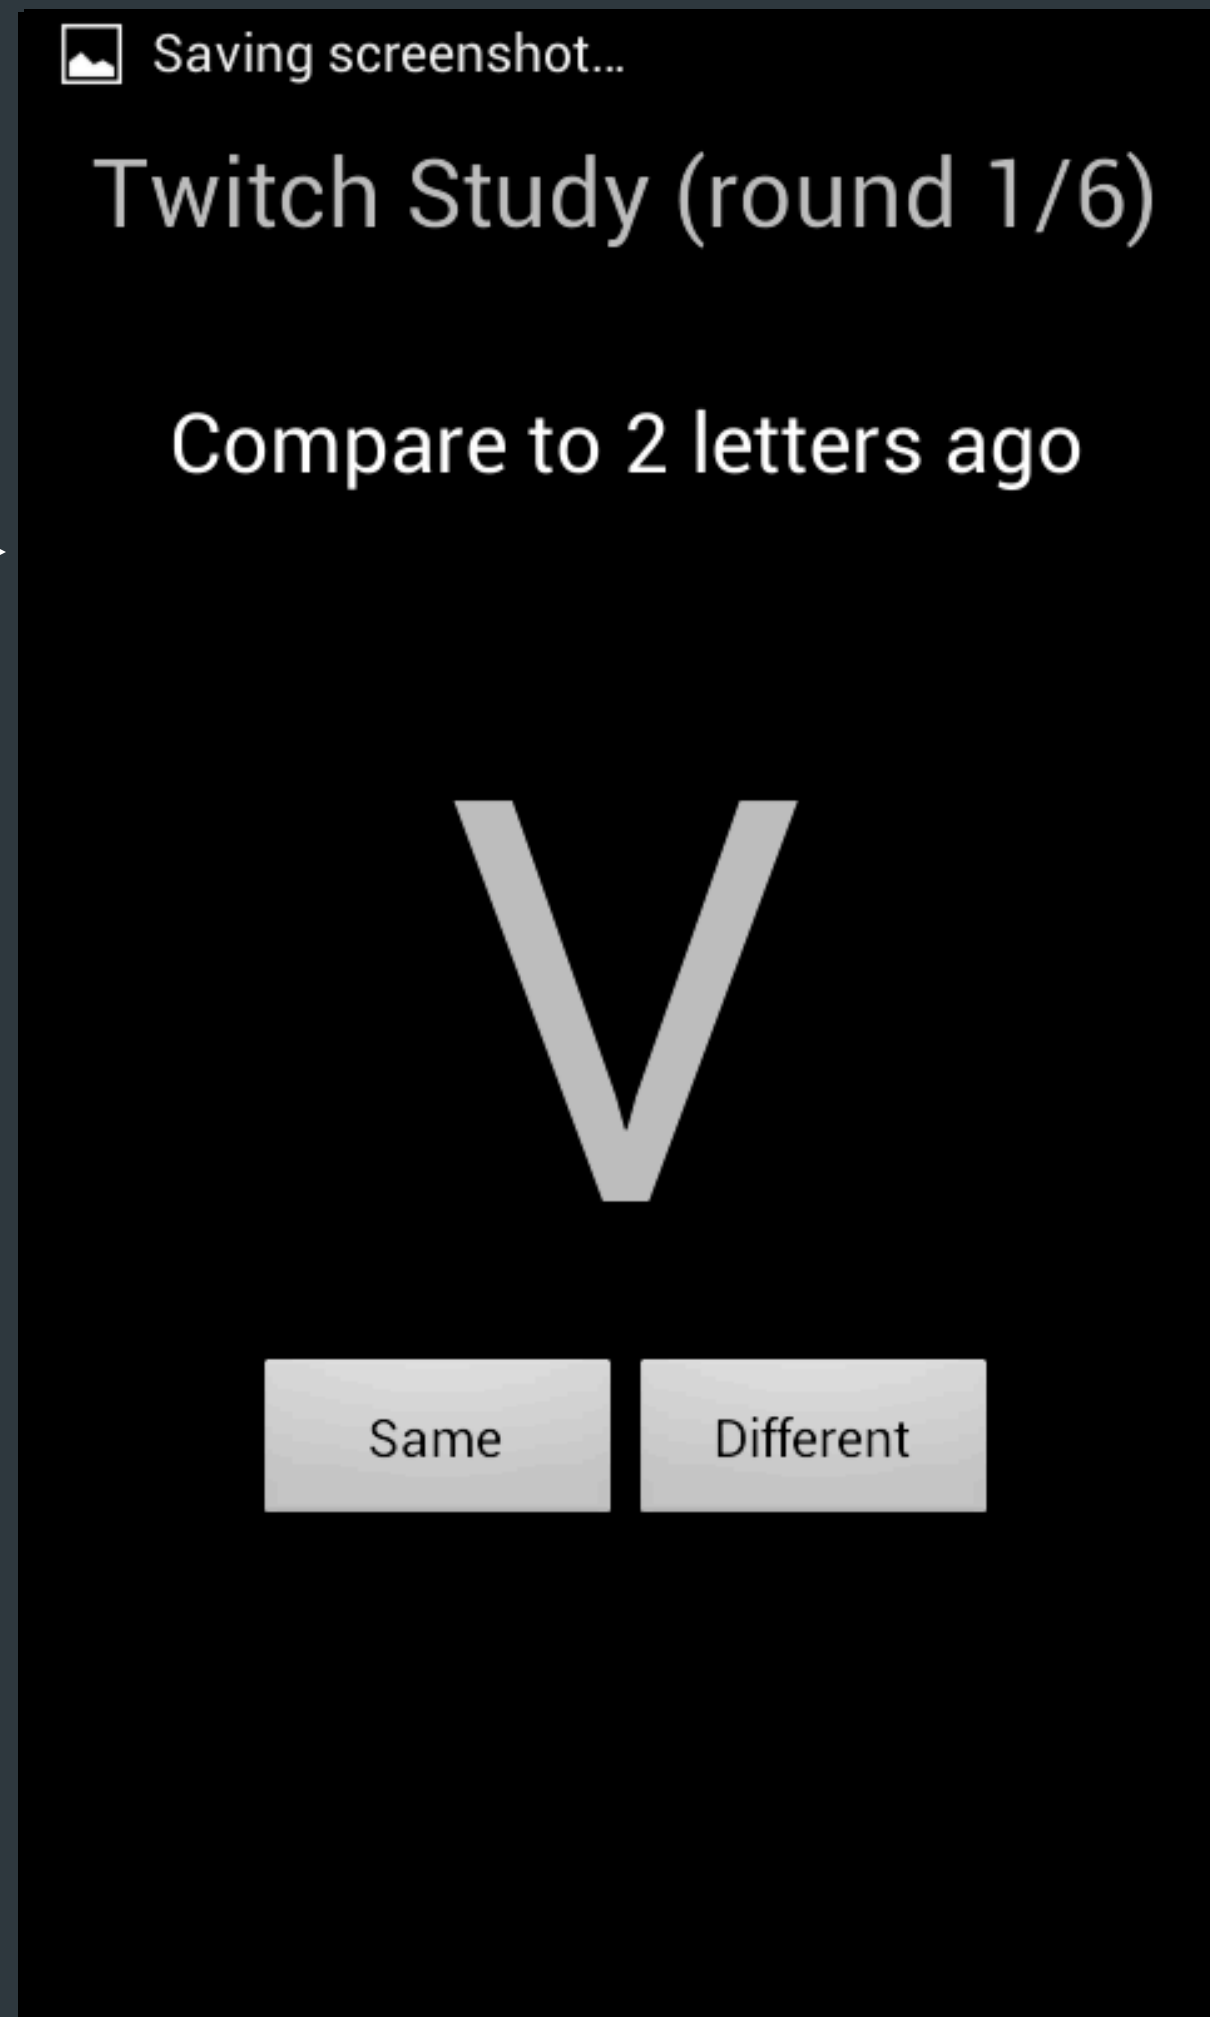 Saving screenshot...
Twitch Study (round 1/6)
Compare to 2 letters ago
V
Same Different